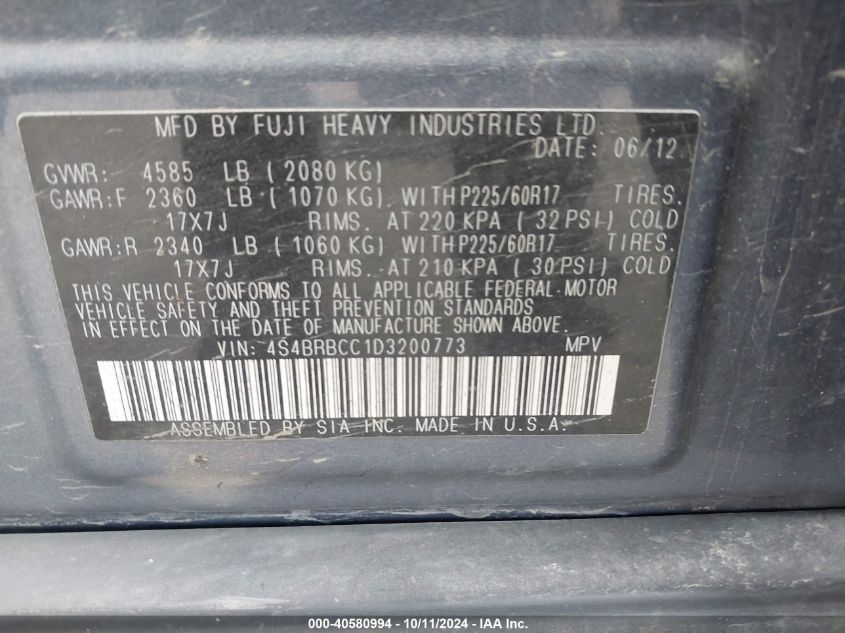 MFD BY FUJI HEAVY INDUSTRIES LTD.
DATE: 06/12
GVWR: 4585 LB ( 2080 KG)
GAWR:F 2360 LB ( 1070 KG) WITH P225/60R17 TIRES.
17X7J RIMS. AT 220 KPA ( 32 PSI) COLD
GAWR:R 2340 LB ( 1060 KG) WITH P225/60R17 TIRES.
17X7J RIMS. AT 210 KPA ( 30 PSI) COLD
THIS VEHICLE CONFORMS TO ALL APPLICABLE FEDERAL MOTOR
VEHICLE SAFETY AND THEFT PREVENTION STANDARDS
IN EFFECT ON THE DATE OF MANUFACTURE SHOWN ABOVE.
VIN: 4S4BRBCC1D3200773 MPV
ASSEMBLED BY SIA INC. MADE IN U.S.A.
000-40580994 - 10/11/2024 - IAA Inc.